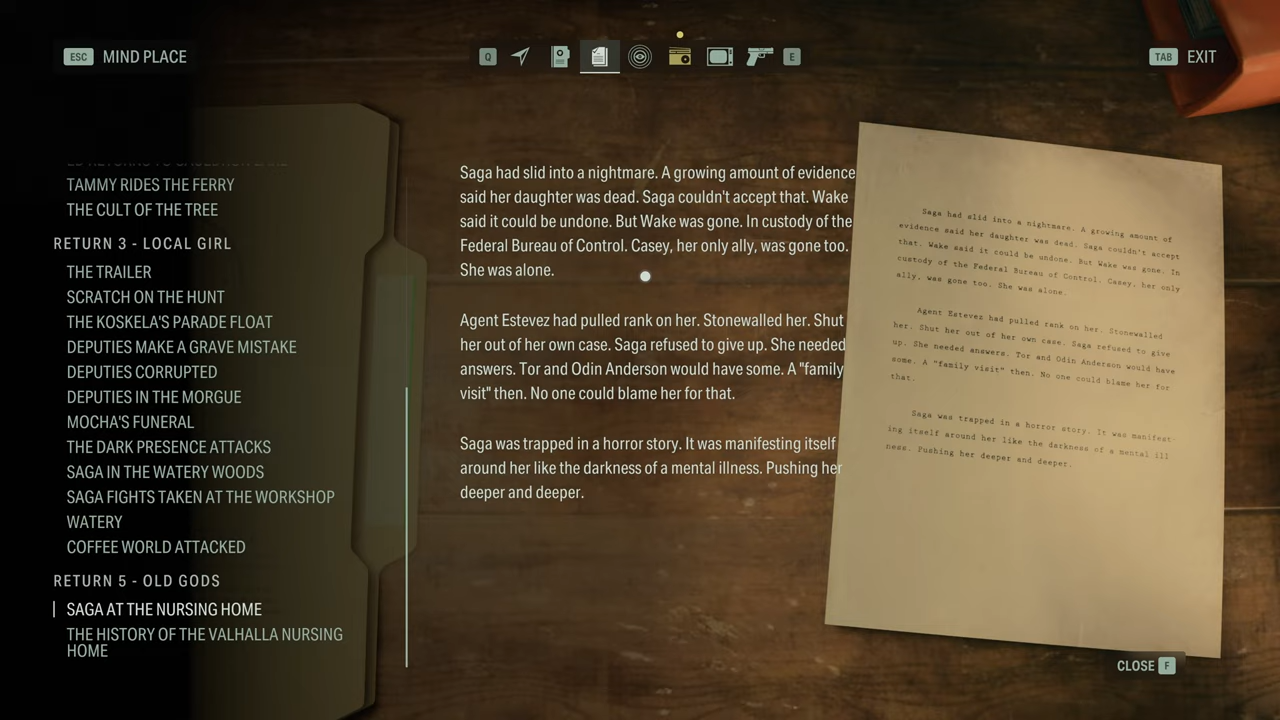 ESC MIND PLACE
Q
E
TAB EXIT
TAMMY RIDES THE FERRY
THE CULT OF THE TREE
RETURN 3 - LOCAL GIRL
THE TRAILER
SCRATCH ON THE HUNT
THE KOSKELA'S PARADE FLOAT
DEPUTIES MAKE A GRAVE MISTAKE
DEPUTIES CORRUPTED
DEPUTIES IN THE MORGUE
MOCHA'S FUNERAL
THE DARK PRESENCE ATTACKS
SAGA IN THE WATERY WOODS
SAGA FIGHTS TAKEN AT THE WORKSHOP
WATERY
COFFEE WORLD ATTACKED
RETURN 5 - OLD GODS
SAGA AT THE NURSING HOME
THE HISTORY OF THE VALHALLA NURSING
HOME
Saga had slid into a nightmare. A growing amount of evidence
said her daughter was dead. Saga couldn't accept that. Wake
said it could be undone. But Wake was gone. In custody of the
Federal Bureau of Control. Casey, her only ally, was gone too.
She was alone.
Agent Estevez had pulled rank on her. Stonewalled her. Shut
her out of her own case. Saga refused to give up. She needed
answers. Tor and Odin Anderson would have some. A "family
visit" then. No one could blame her for that.
Saga was trapped in a horror story. It was manifesting itself
around her like the darkness of a mental illness. Pushing her
deeper and deeper.
Saga had slid into a nightmare. A growing amount of
evidence said her daughter was dead. Saga couldn't accept
that. Wake said it could be undone. But Wake was gone. In
custody of the Federal Bureau of Control. Casey, her only
ally, was gone too. She was alone.
Agent Estevez had pulled rank on her. Stonewalled
her. Shut her out of her own case. Saga refused to give
up. She needed answers. Tor and Odin Anderson would have
some. A "family visit" then. No one could blame her for
that.
Saga was trapped in a horror story. It was manifest-
ing itself around her like the darkness of a mental ill
ness. Pushing her deeper and deeper.
CLOSE F